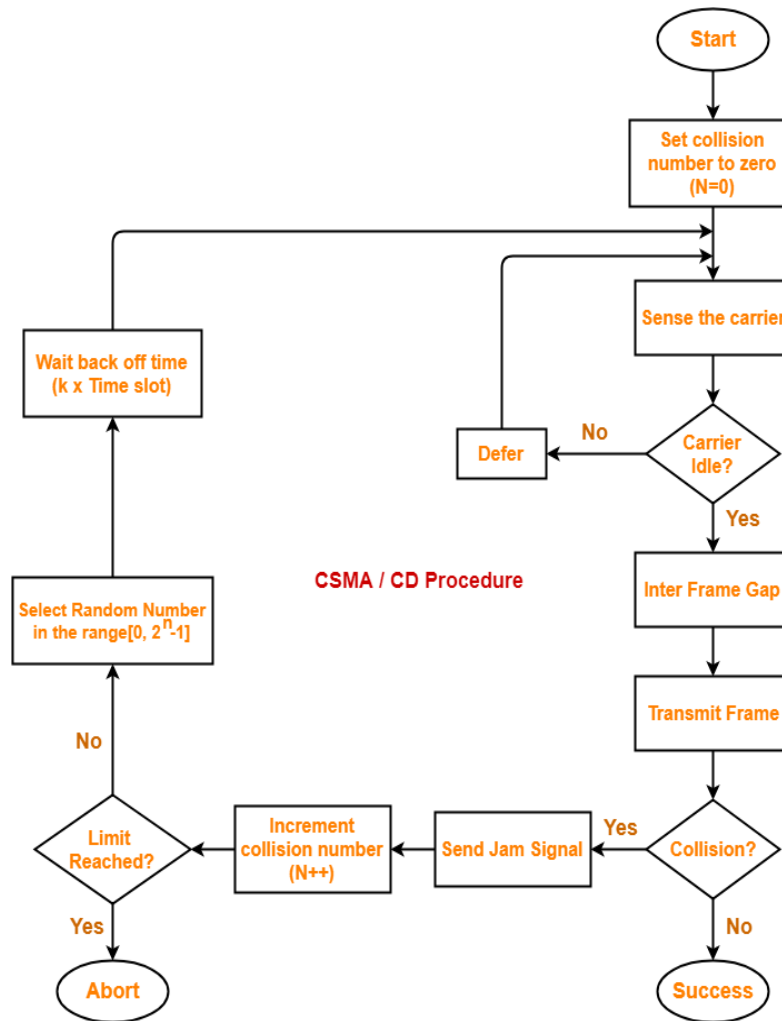 Start
Set collision
number to zero
(N=0)
Sense the carrier
Wait back off time
(k x Time slot)
No
Defer
Carrier
Idle?
Yes
CSMA / CD Procedure
Inter Frame Gap
Select Random Number
in the range[0, 2^n-1]
Transmit Frame
No
Limit
Reached?
Increment
collision number
(N++)
Send Jam Signal
Yes
Collision?
Yes
No
Abort
Success